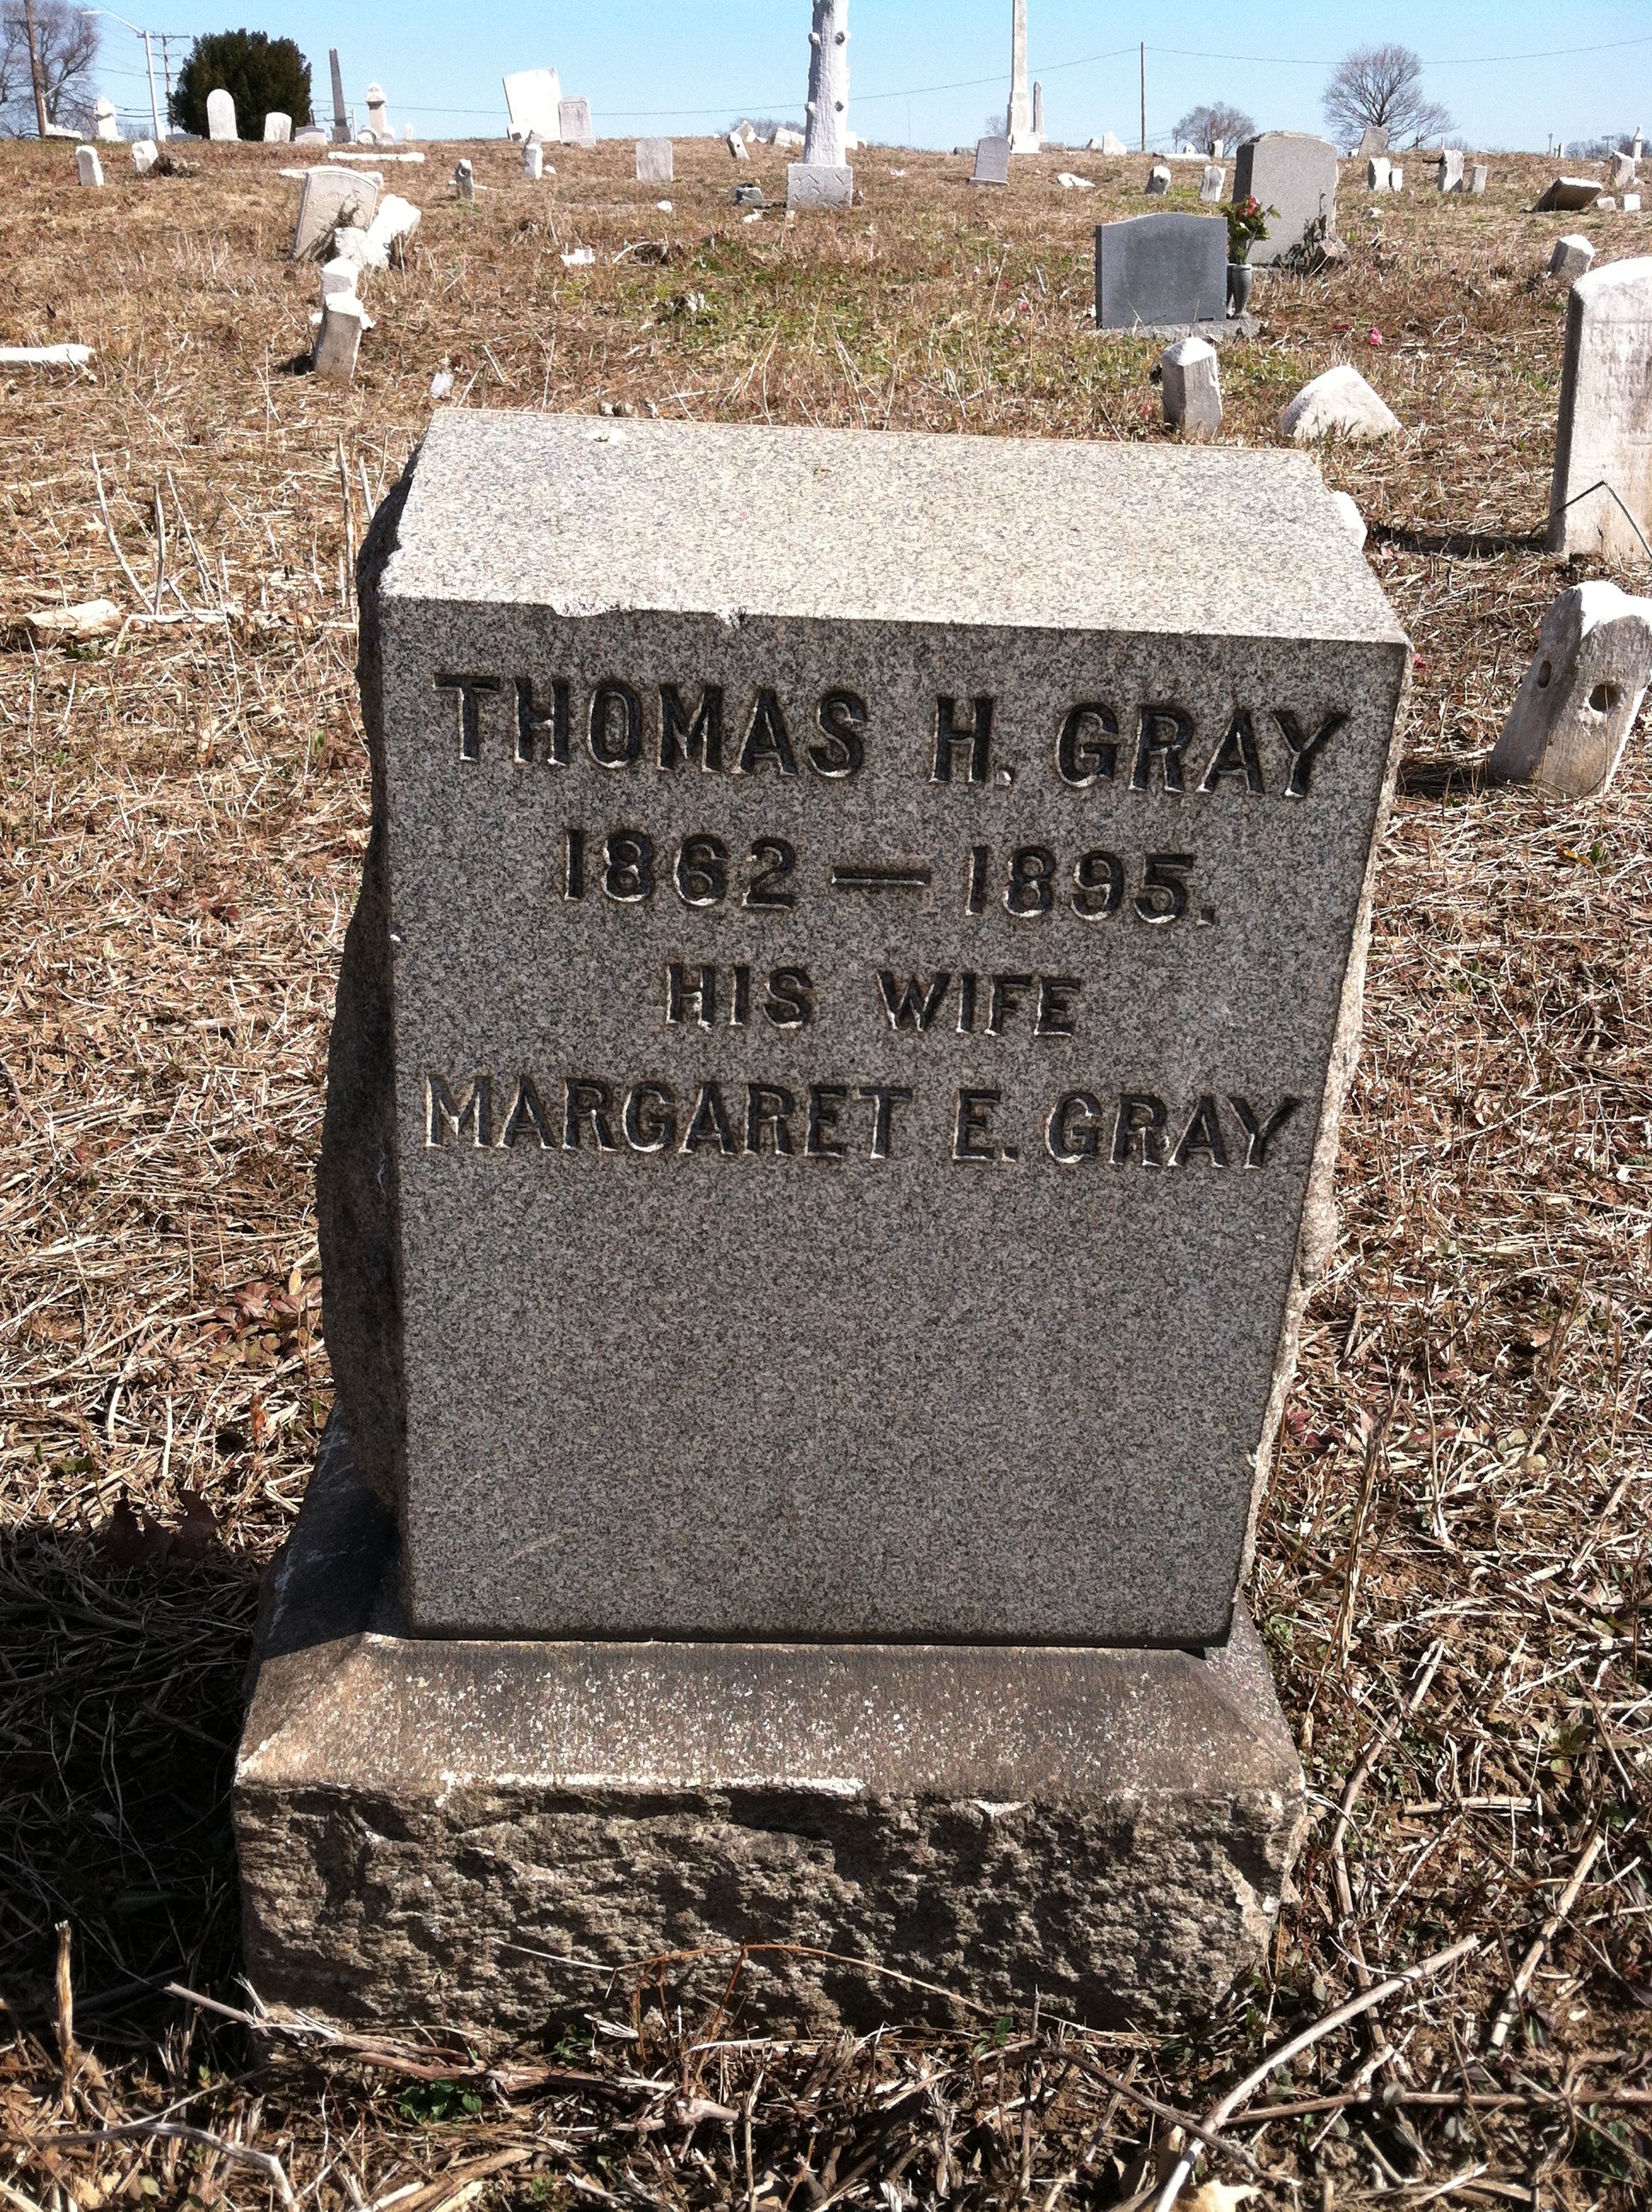 THOMAS H. GRAY
1862 — 1895.
HIS WIFE
MARGARET E. GRAY